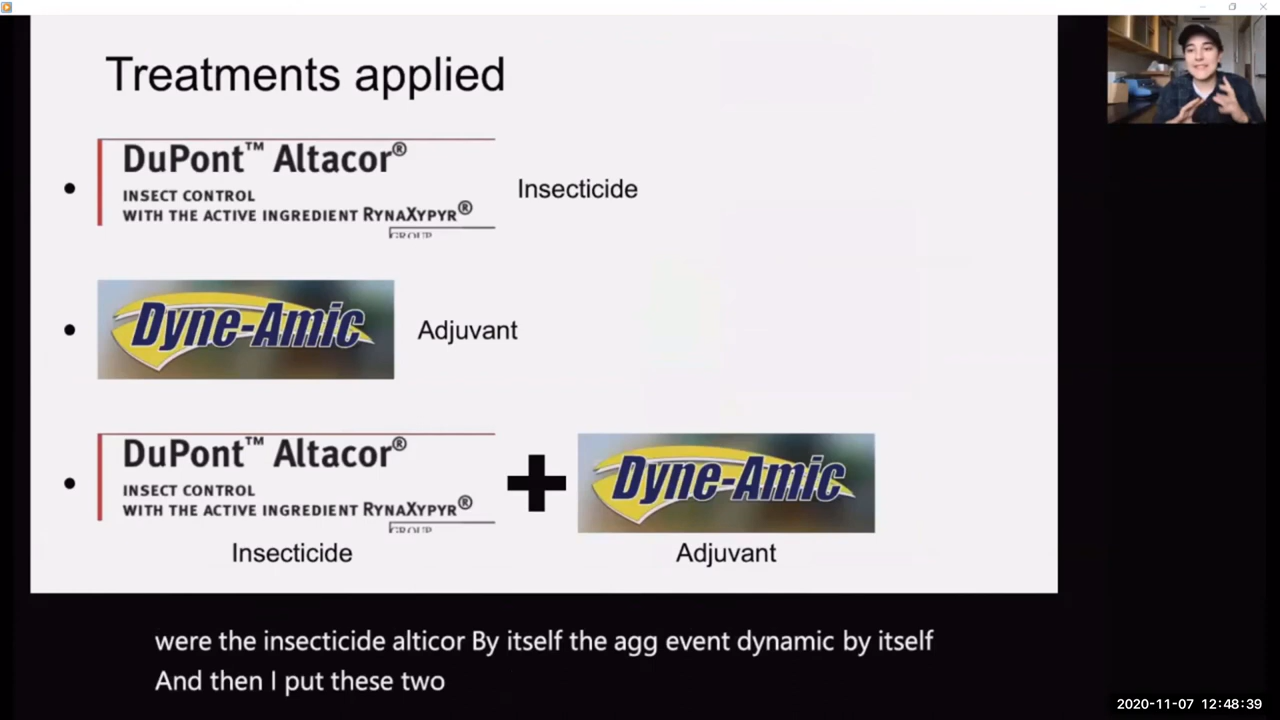 Treatments applied
DuPont™ Altacor®
INSECT CONTROL
WITH THE ACTIVE INGREDIENT RYNAXYPYR®
GROUP
Insecticide
Dyne-Amic
Adjuvant
DuPont™ Altacor®
INSECT CONTROL
WITH THE ACTIVE INGREDIENT RYNAXYPYR®
GROUP
Insecticide
+
Dyne-Amic
Adjuvant
were the insecticide alticor By itself the agg event dynamic by itself
And then I put these two
2020-11-07 12:48:39